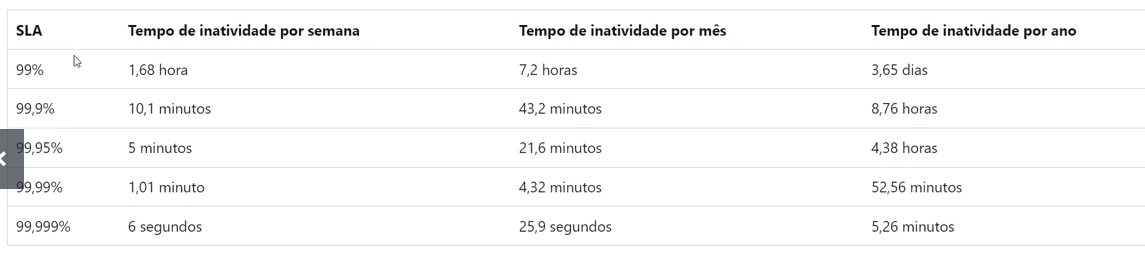 SLA Tempo de inatividade por semana Tempo de inatividade por mês Tempo de inatividade por ano
99% 1,68 hora 7,2 horas 3,65 dias
99,9% 10,1 minutos 43,2 minutos 8,76 horas
99,95% 5 minutos 21,6 minutos 4,38 horas
99,99% 1,01 minuto 4,32 minutos 52,56 minutos
99,999% 6 segundos 25,9 segundos 5,26 minutos